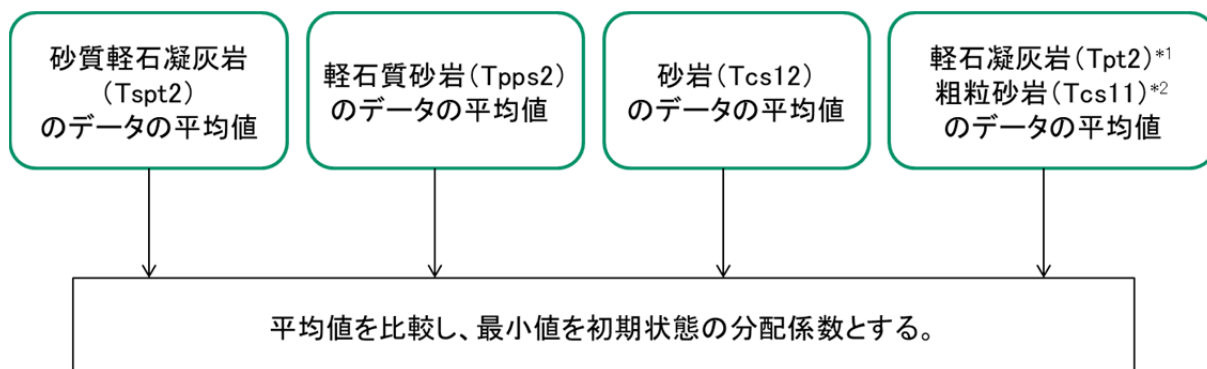 砂質軽石凝灰岩
（Tspt2）
のデータの平均値
軽石質砂岩（Tpps2）
のデータの平均値
砂岩（Tcs12）
のデータの平均値
軽石凝灰岩（Tpt2）*1
粗粒砂岩（Tcs11）*2
のデータの平均値
平均値を比較し、最小値を初期状態の分配係数とする。